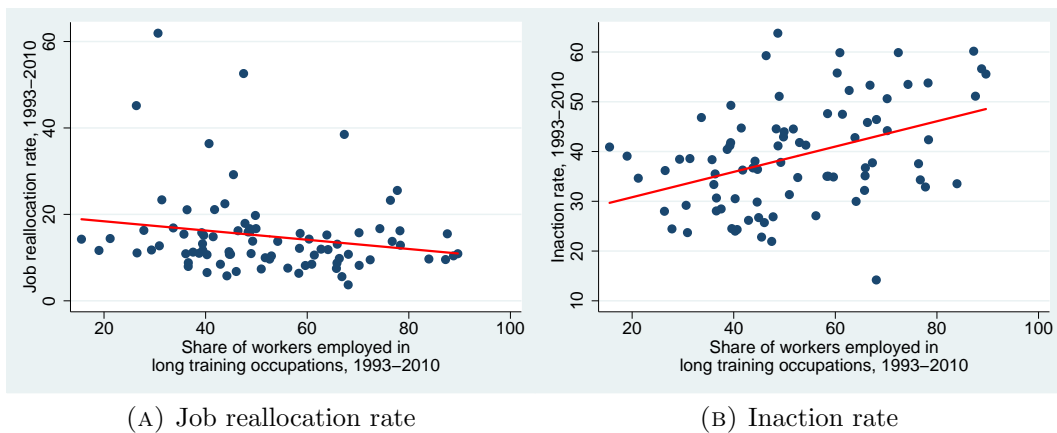 Job reallocation rate, 1993−2010
0
20
40
60
20
40
60
80
100
Share of workers employed in
long training occupations, 1993−2010
(A) Job reallocation rate
Inaction rate, 1993−2010
10
20
30
40
50
60
20
40
60
80
100
Share of workers employed in
long training occupations, 1993−2010
(B) Inaction rate